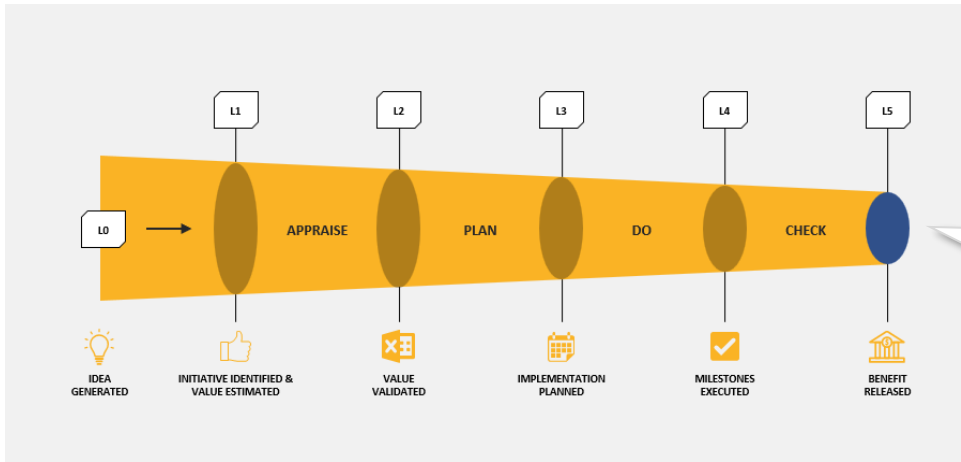 L1
L2
L3
L4
L5
L0
APPRAISE
PLAN
DO
CHECK
IDEA
GENERATED
INITIATIVE IDENTIFIED &
VALUE ESTIMATED
VALUE
VALIDATED
IMPLEMENTATION
PLANNED
MILESTONES
EXECUTED
BENEFIT
RELEASED